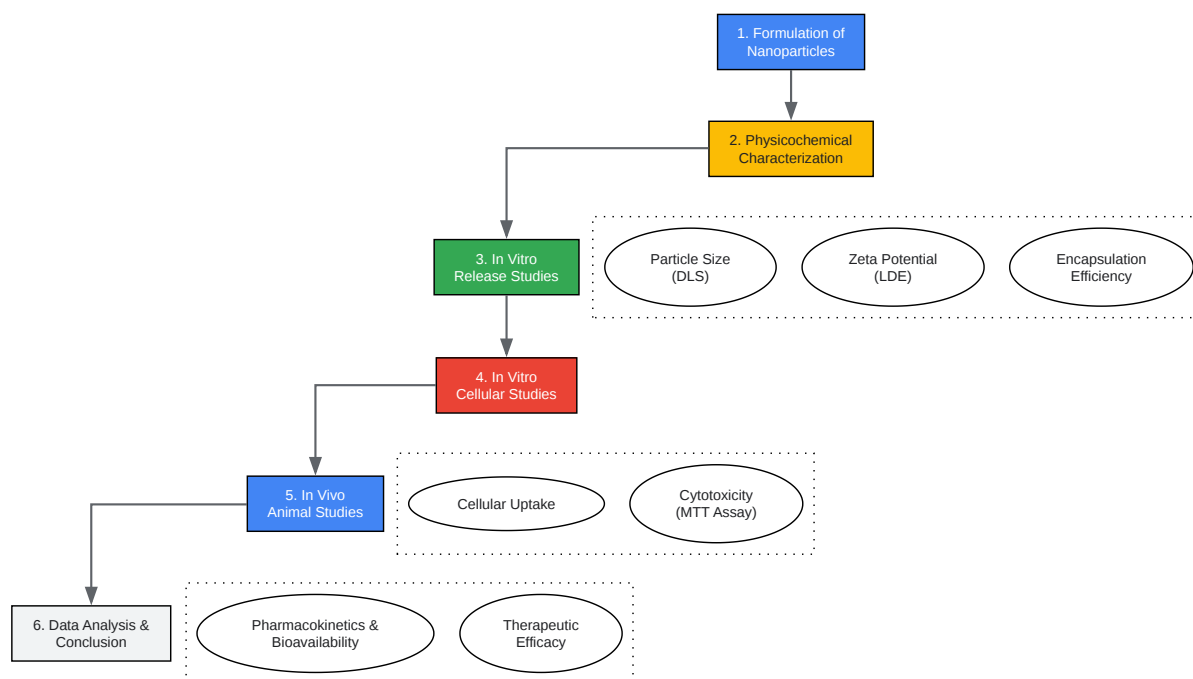 1. Formulation of
Nanoparticles
2. Physicochemical
Characterization
3. In Vitro
Release Studies
Particle Size
(DLS)
Zeta Potential
(LDE)
Encapsulation
Efficiency
4. In Vitro
Cellular Studies
5. In Vivo
Animal Studies
Cellular Uptake
Cytotoxicity
(MTT Assay)
6. Data Analysis &
Conclusion
Pharmacokinetics &
Bioavailability
Therapeutic
Efficacy